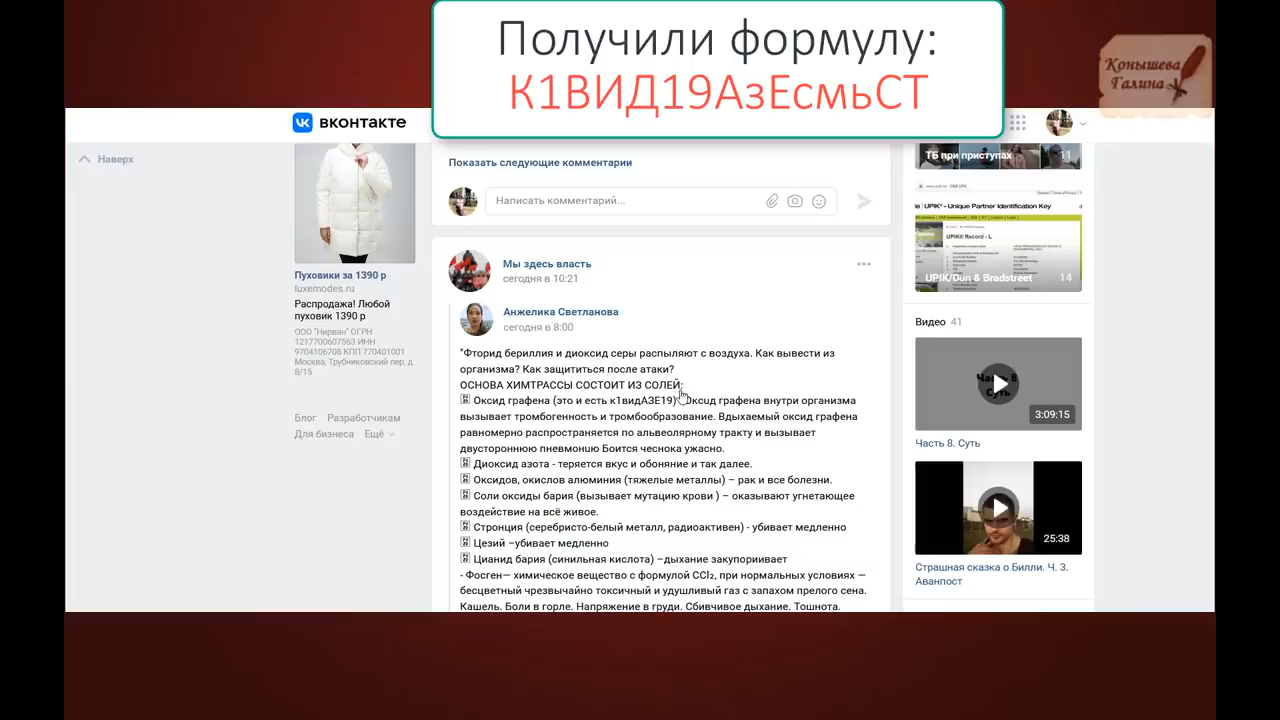 Получили формулу:
К1ВИД19АзЕсмьСТ
Конышева
Галина
вконтакте
Наверх
Показать следующие комментарии
Написать комментарий...
Пуховики за 1390 р
luxemodes.ru
Распродажа! Любой
пуховик 1390 р
ООО "Нирван" ОГРН
1217700607563 ИНН
9704106708 КПП 770401001
Москва, Трубниковский пер, д.
8/15
Блог Разработчикам
Для бизнеса Ещё
Мы здесь власть
сегодня в 10:21
Анжелика Светланова
сегодня в 8:00
"Фторид бериллия и диоксид серы распыляют с воздуха. Как вывести из
организма? Как защититься после атаки?
ОСНОВА ХИМТРАССЫ СОСТОИТ ИЗ СОЛЕЙ:
Оксид графена (это и есть к1видАЗЕ19) Оксид графена внутри организма
вызывает тромбогенность и тромбообразование. Вдыхаемый оксид графена
равномерно распространяется по альвеолярному тракту и вызывает
двустороннюю пневмонию Боится чеснока ужасно.
Диоксид азота - теряется вкус и обоняние и так далее.
Оксидов, окислов алюминия (тяжелые металлы) – рак и все болезни.
Соли оксиды бария (вызывает мутацию крови ) – оказывают угнетающее
воздействие на всё живое.
Стронция (серебристо-белый металл, радиоактивен) - убивает медленно
Цезий –убивает медленно
Цианид бария (синильная кислота) –дыхание закупориивает
- Фосген— химическое вещество с формулой CCl₂, при нормальных условиях —
бесцветный чрезвычайно токсичный и удушливый газ с запахом прелого сена.
Кашель. Боли в горле. Напряжение в груди. Сбивчивое дыхание. Тошнота.
ТБ при приступах 11
UPIK® - Unique Partner Identification Key
UPIK® Record - L
UPIK/Dun & Bradstreet 14
Видео 41
Часть 8
Суть
3:09:15
Часть 8. Суть
25:38
Страшная сказка о Билли. Ч. 3.
Аванпост